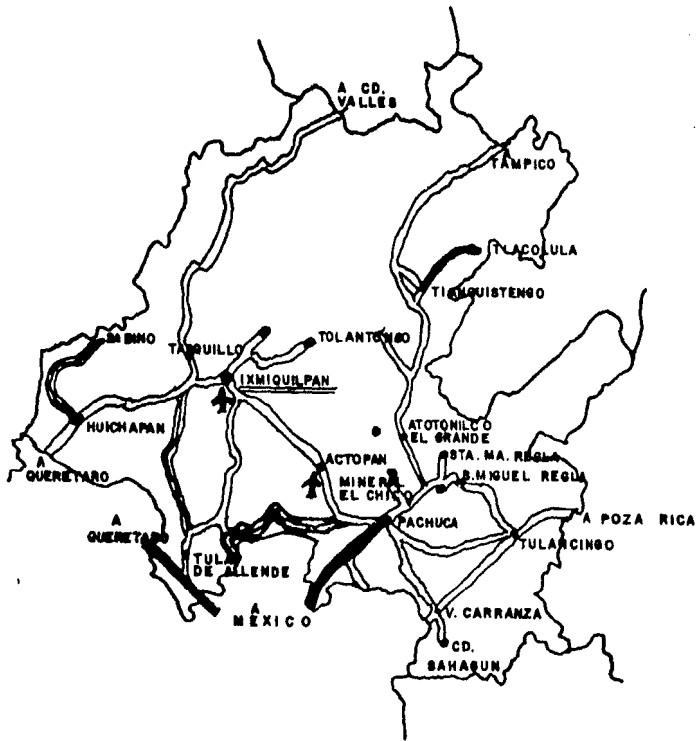 A CD.
VALLES
TAMPICO
TLACOLULA
TIANQUISTENGO
SABINO
TASQUILLO
TOLANTONGO
IXMIQUILPAN
HUICHAPAN
ATOTONILCO
EL GRANDE
STA. MA. REGLA
S. MIGUEL REGLA
ACTOPAN
MINERAL
EL CHICO
A
QUERETARO
A
QUERETARO
PACHUCA
A POZA RICA
TULANCINGO
TULA
DE ALLENDE
A
MEXICO
V. CARRANZA
CD.
SAHAGUN